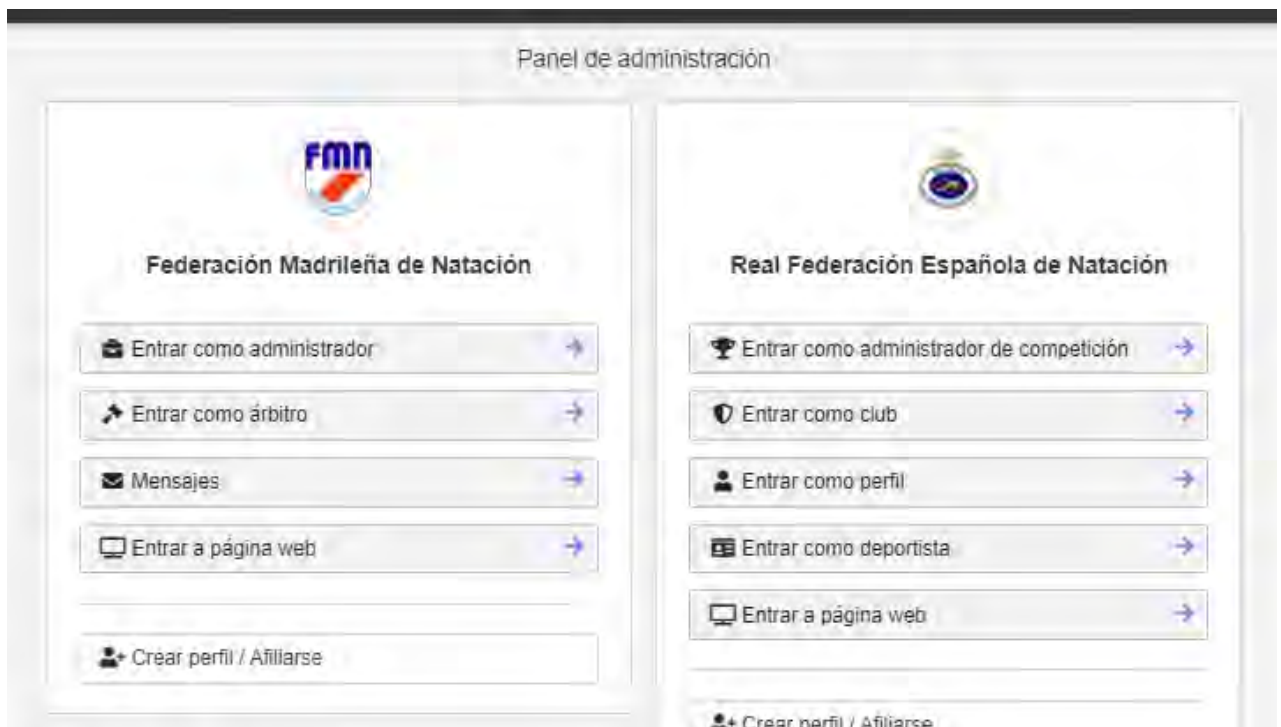 Panel de administración
FMN
Federación Madrileña de Natación
Entrar como administrador
Entrar como árbitro
Mensajes
Entrar a página web
Crear perfil / Afiliarse
Real Federación Española de Natación
Entrar como administrador de competición
Entrar como club
Entrar como perfil
Entrar como deportista
Entrar a página web
Crear perfil / Afiliarse